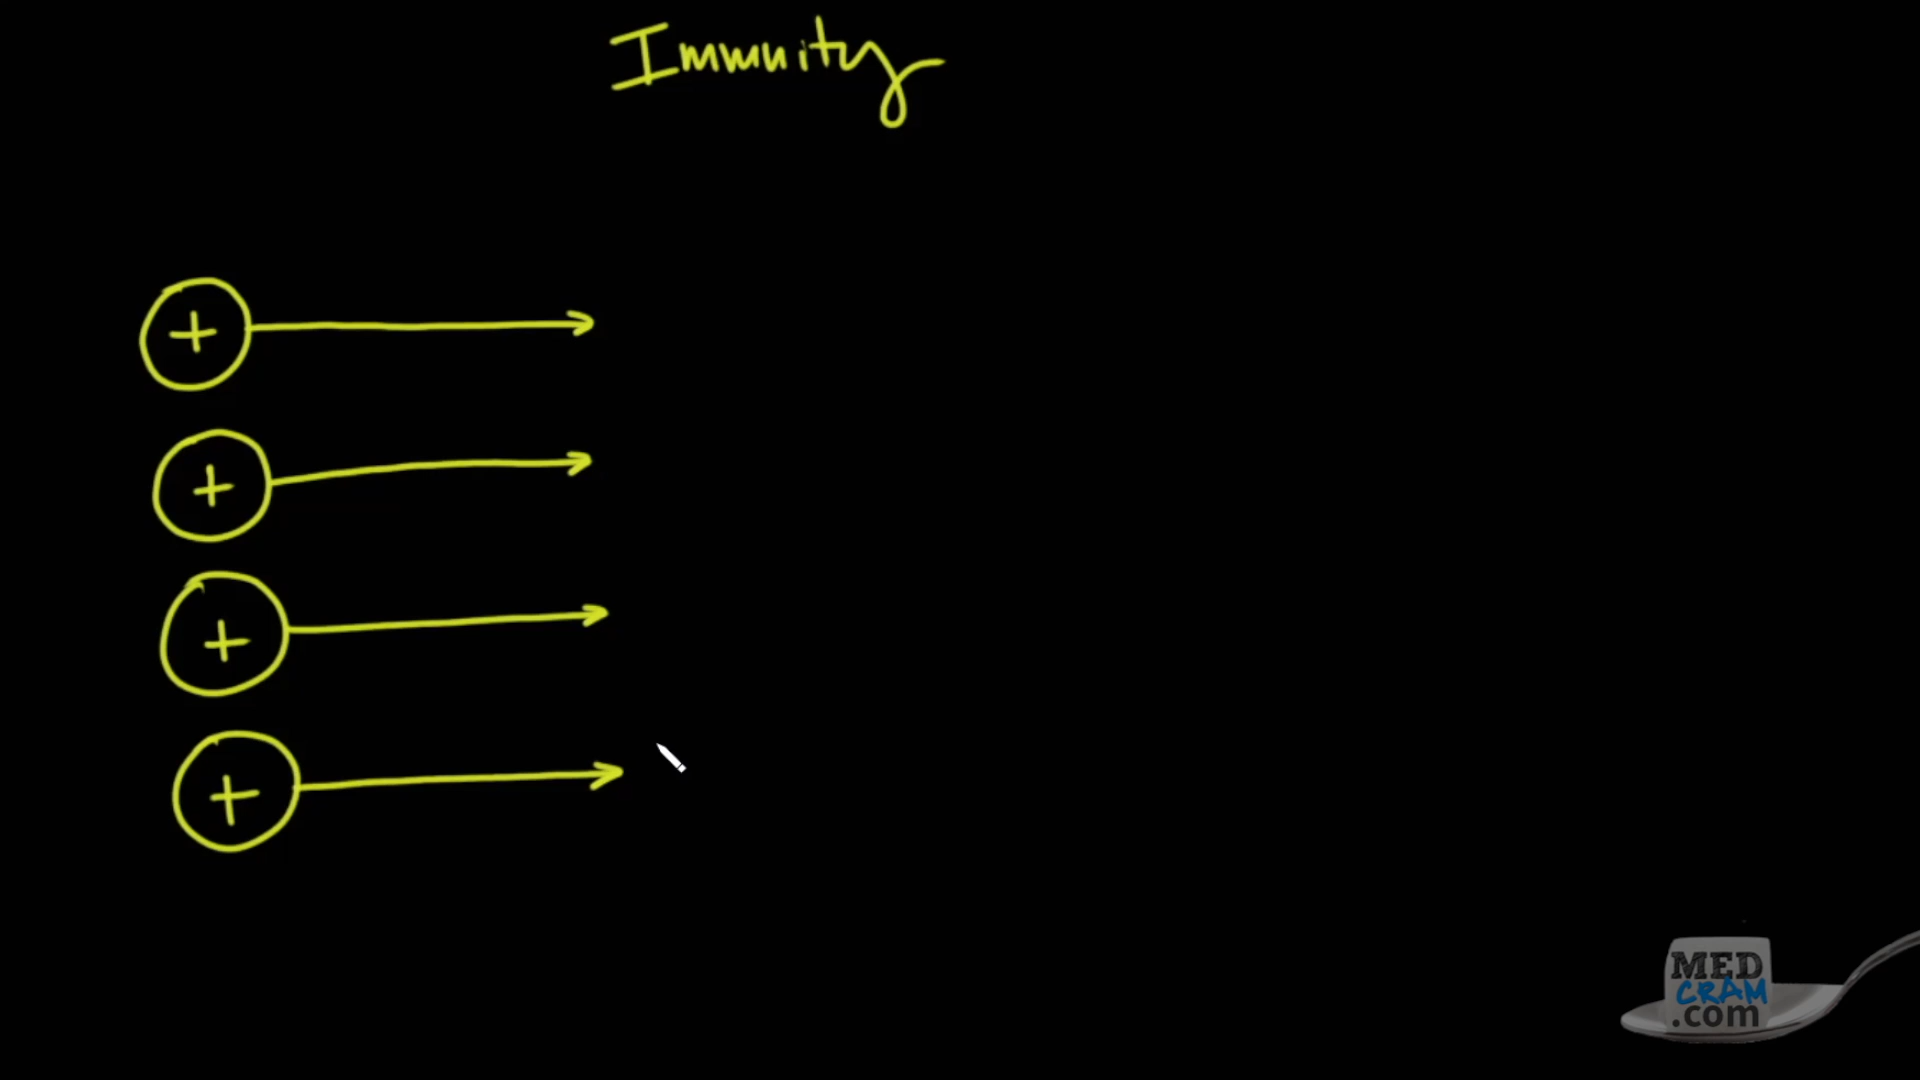 Immunity
+
+
+
+
MED
CRAM
.com